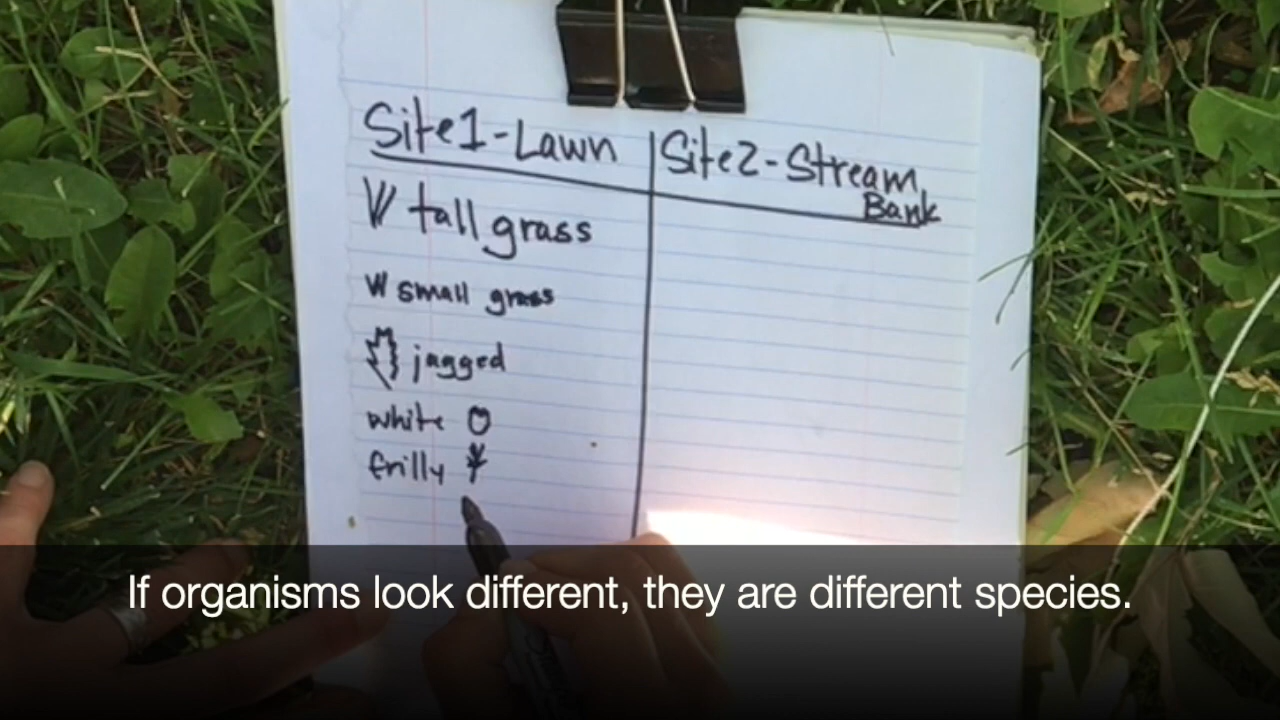 Site1-Lawn
Site2-Stream
Bank
tall grass
small grass
jagged
white
frilly
If organisms look different, they are different species.